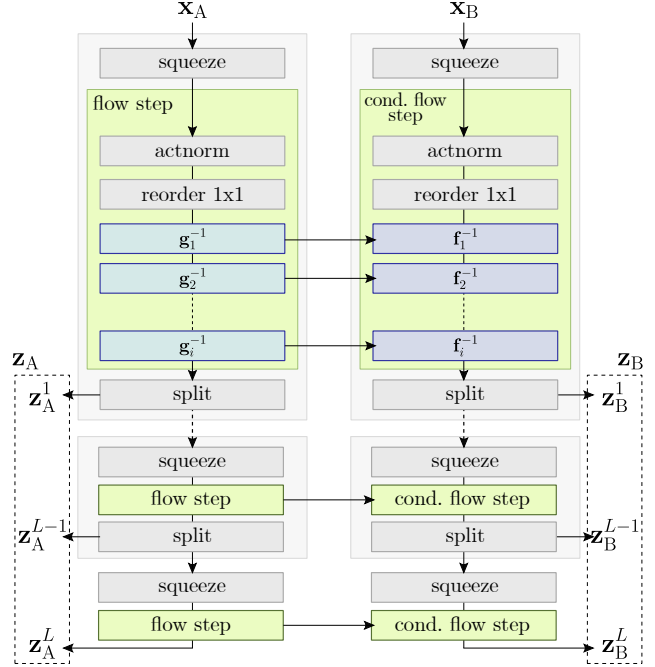 x_A x_B
squeeze squeeze
flow step cond. flow
step
actnorm actnorm
reorder 1x1 reorder 1x1
g_1^{-1} f_1^{-1}
g_2^{-1} f_2^{-1}
g_i^{-1} f_i^{-1}
z_A z_B
z_A^1 split split z_B^1
squeeze squeeze
flow step cond. flow step
z_A^{L-1} split split z_B^{L-1}
squeeze squeeze
flow step cond. flow step
z_A^L z_B^L